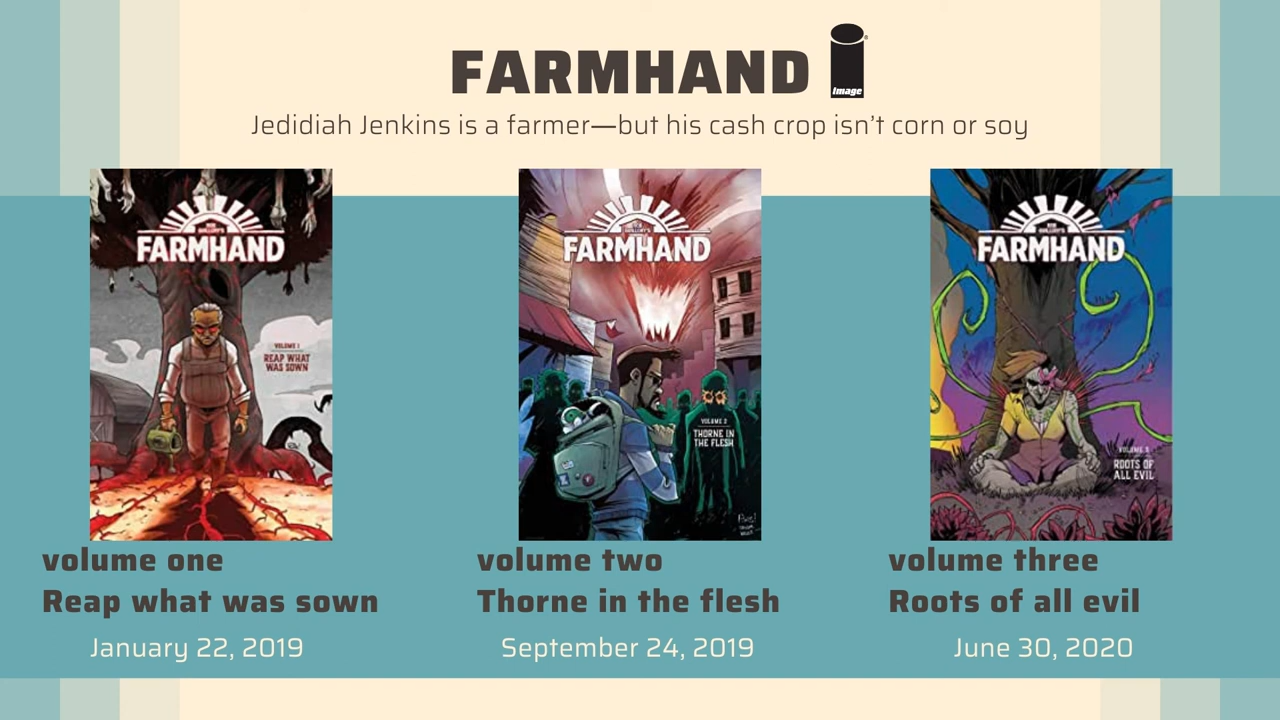 FARMHAND
Image
Jedidiah Jenkins is a farmer—but his cash crop isn't corn or soy
FARMHAND
VOLUME 1
REAP WHAT
WAS SOWN
FARMHAND
VOLUME 2
THORNE IN
THE FLESH
FARMHAND
VOLUME 3
ROOTS OF
ALL EVIL
volume one
Reap what was sown
January 22, 2019
volume two
Thorne in the flesh
September 24, 2019
volume three
Roots of all evil
June 30, 2020